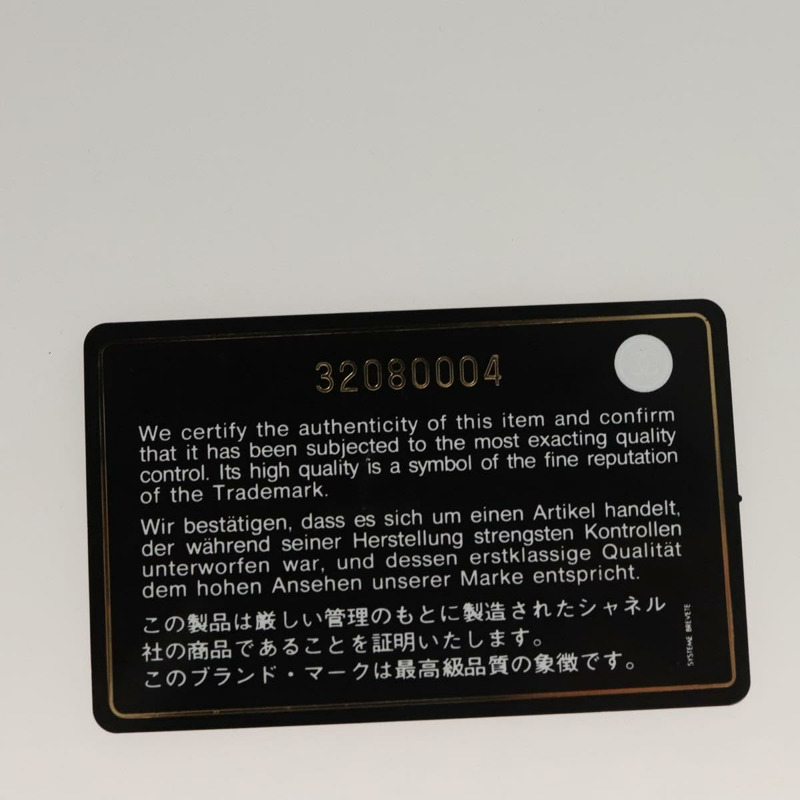 32080004
We certify the authenticity of this item and confirm
that it has been subjected to the most exacting quality
control. Its high quality is a symbol of the fine reputation
of the Trademark.
Wir bestätigen, dass es sich um einen Artikel handelt,
der während seiner Herstellung strengsten Kontrollen
unterworfen war, und dessen erstklassige Qualität
dem hohen Ansehen unserer Marke entspricht.
この製品は厳しい管理のもとに製造されたシャネル
社の商品であることを証明いたします。
このブランド・マークは最高級品質の象徴です。
SYSTEME BREVETE